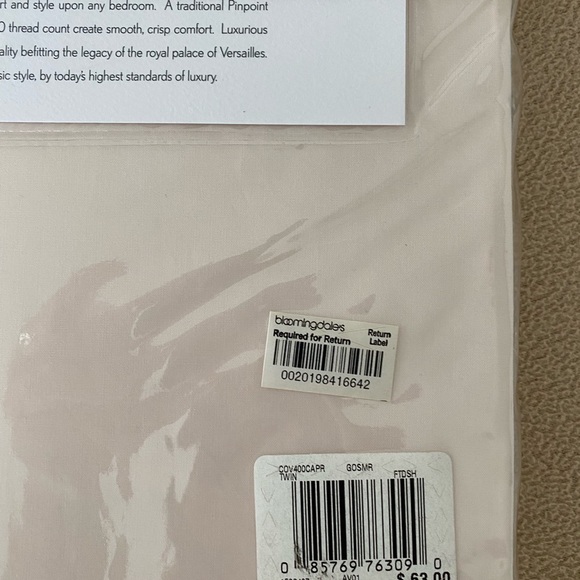 rt and style upon any bedroom. A traditional Pinpoint
0 thread count create smooth, crisp comfort. Luxurious
ality befitting the legacy of the royal palace of Versailles.
sic style, by today's highest standards of luxury.
bloomingdale's
Return
Label
Required for Return
0020198416642
COV400CAPR GOSMR FTDSH
TWIN
0 85769 76309 0
AV01
$ 63.00